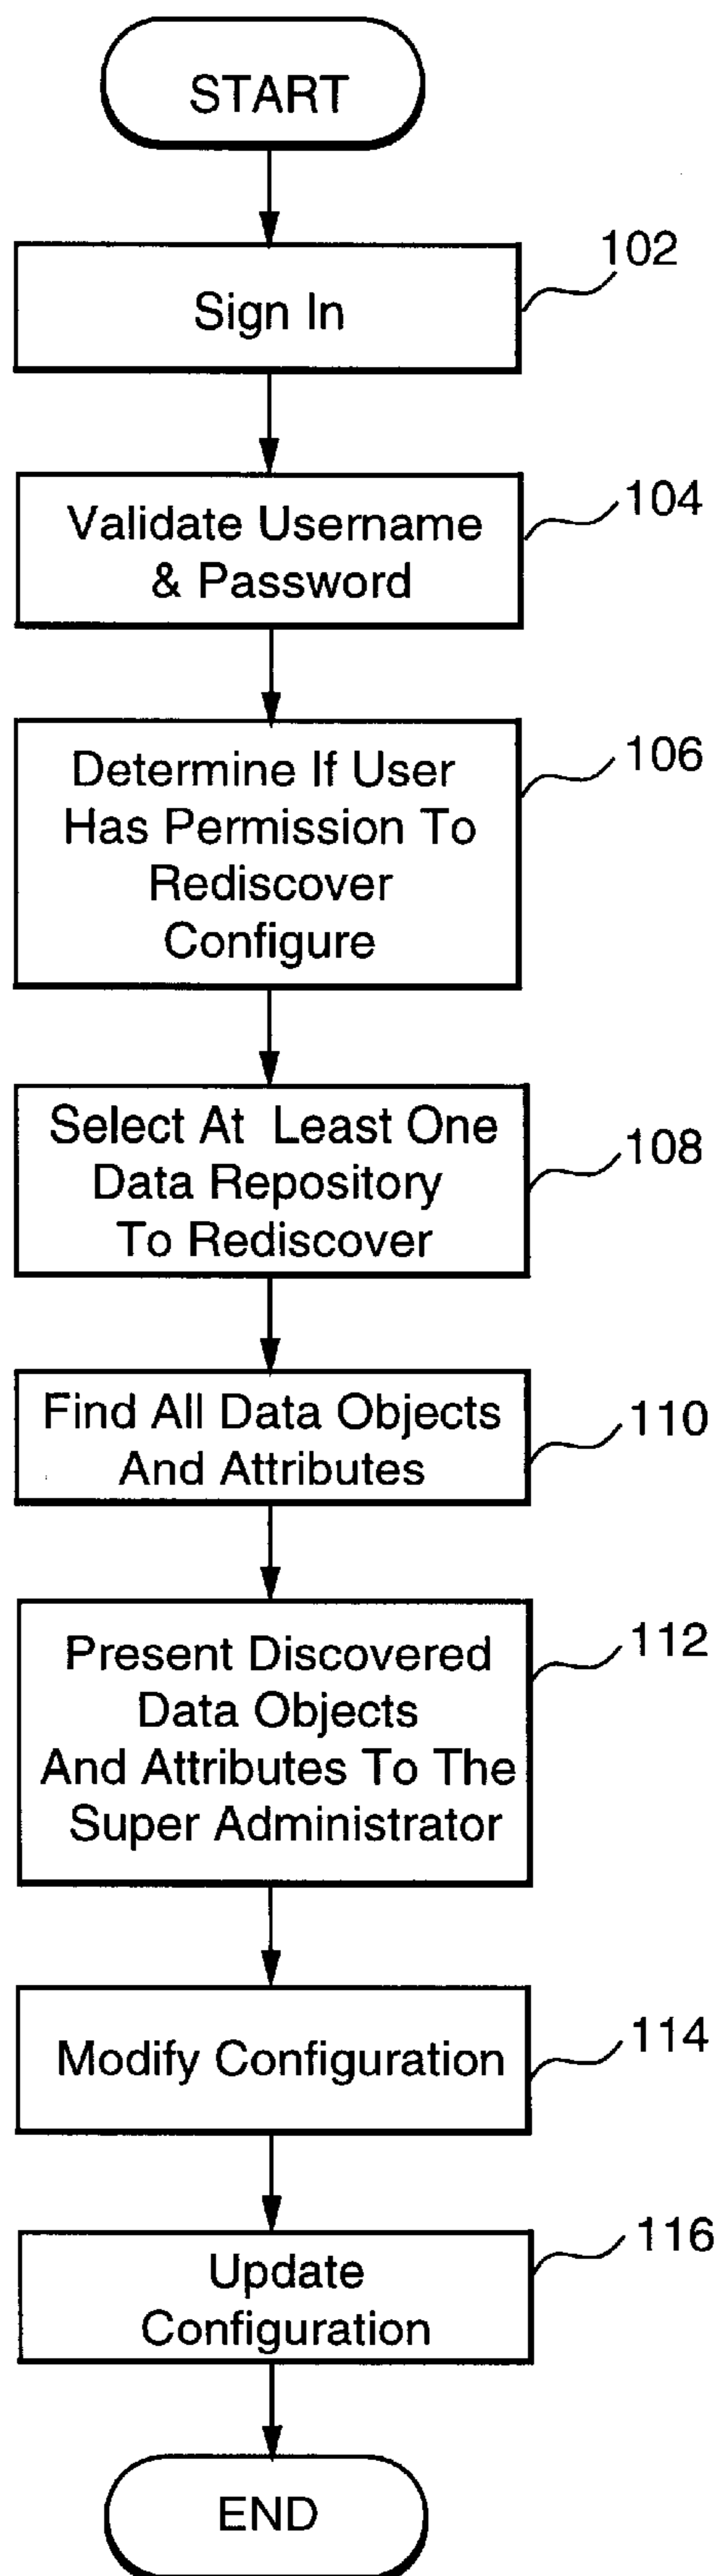 START
102
Sign In
104
Validate Username
& Password
106
Determine If User
Has Permission To
Rediscover
Configure
108
Select At Least One
Data Repository
To Rediscover
110
Find All Data Objects
And Attributes
112
Present Discovered
Data Objects
And Attributes To The
Super Administrator
114
Modify Configuration
116
Update
Configuration
END